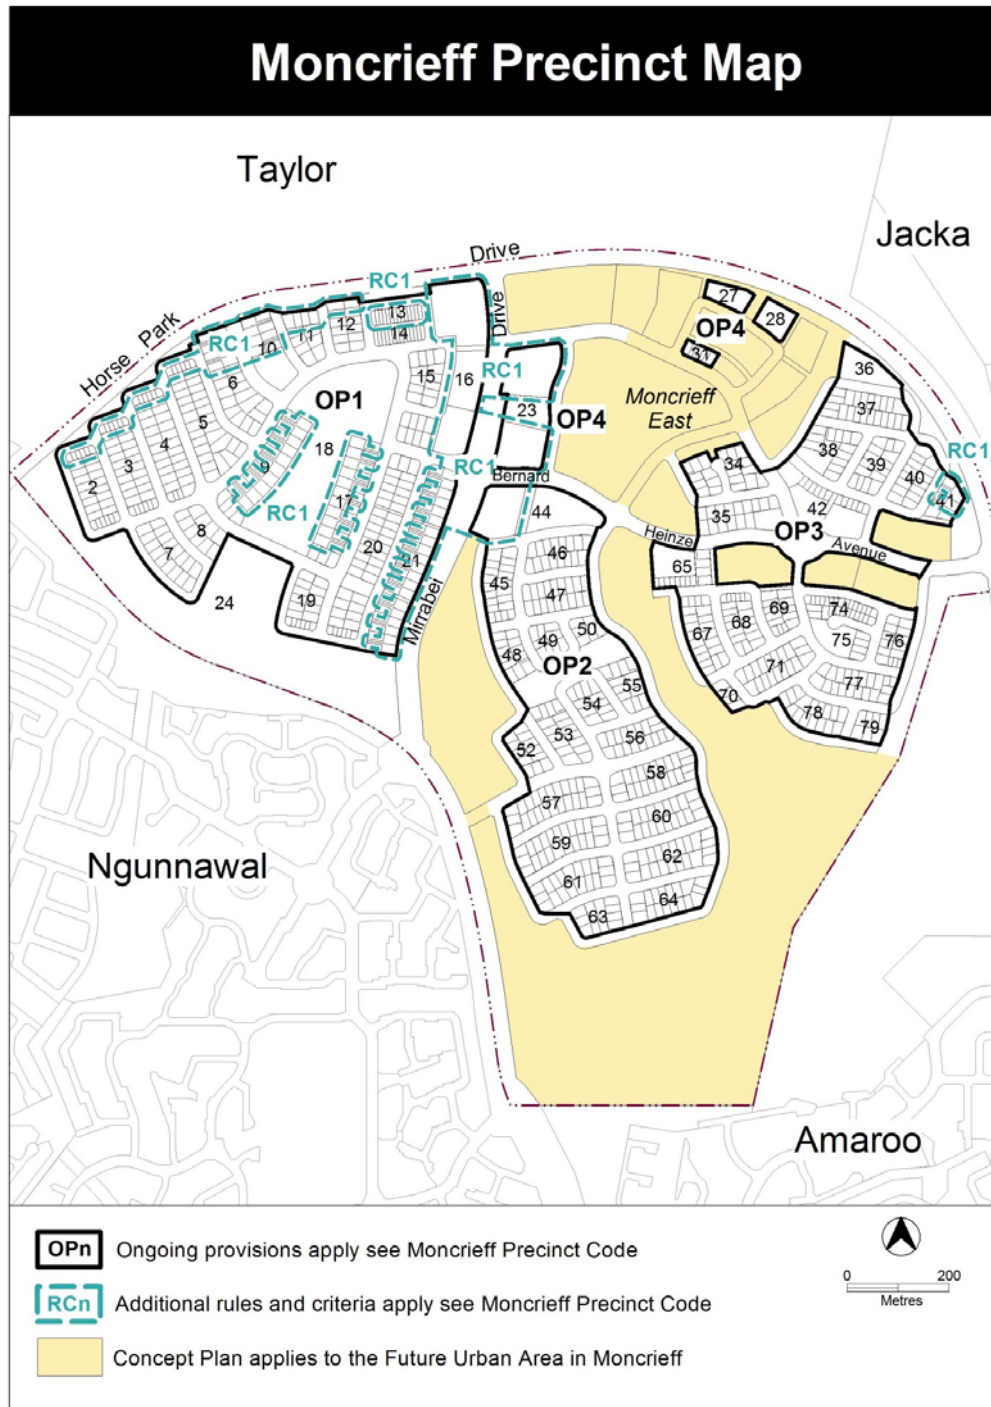 Moncrieff Precinct Map
Taylor
Jacka
Drive
Horse Park
RC1
Drive
27
28
OP4
31
13
12
11
14
10
RC1
6
15
16
RC1
23
OP4
Moncrieff
East
36
37
OP1
5
4
3
2
18
9
17
RC1
RC1
Bernard
44
34
38
39
40
RC1
41
42
35
OP3
Heinze
Avenue
8
7
20
21
24
19
Mirrabei
46
45
47
65
50
49
48
OP2
69
74
68
67
75
76
71
77
70
78
79
55
54
53
52
56
58
57
60
59
62
61
64
63
Ngunnawal
Amaroo
OPn Ongoing provisions apply see Moncrieff Precinct Code
RCn Additional rules and criteria apply see Moncrieff Precinct Code
Concept Plan applies to the Future Urban Area in Moncrieff
0 200
Metres